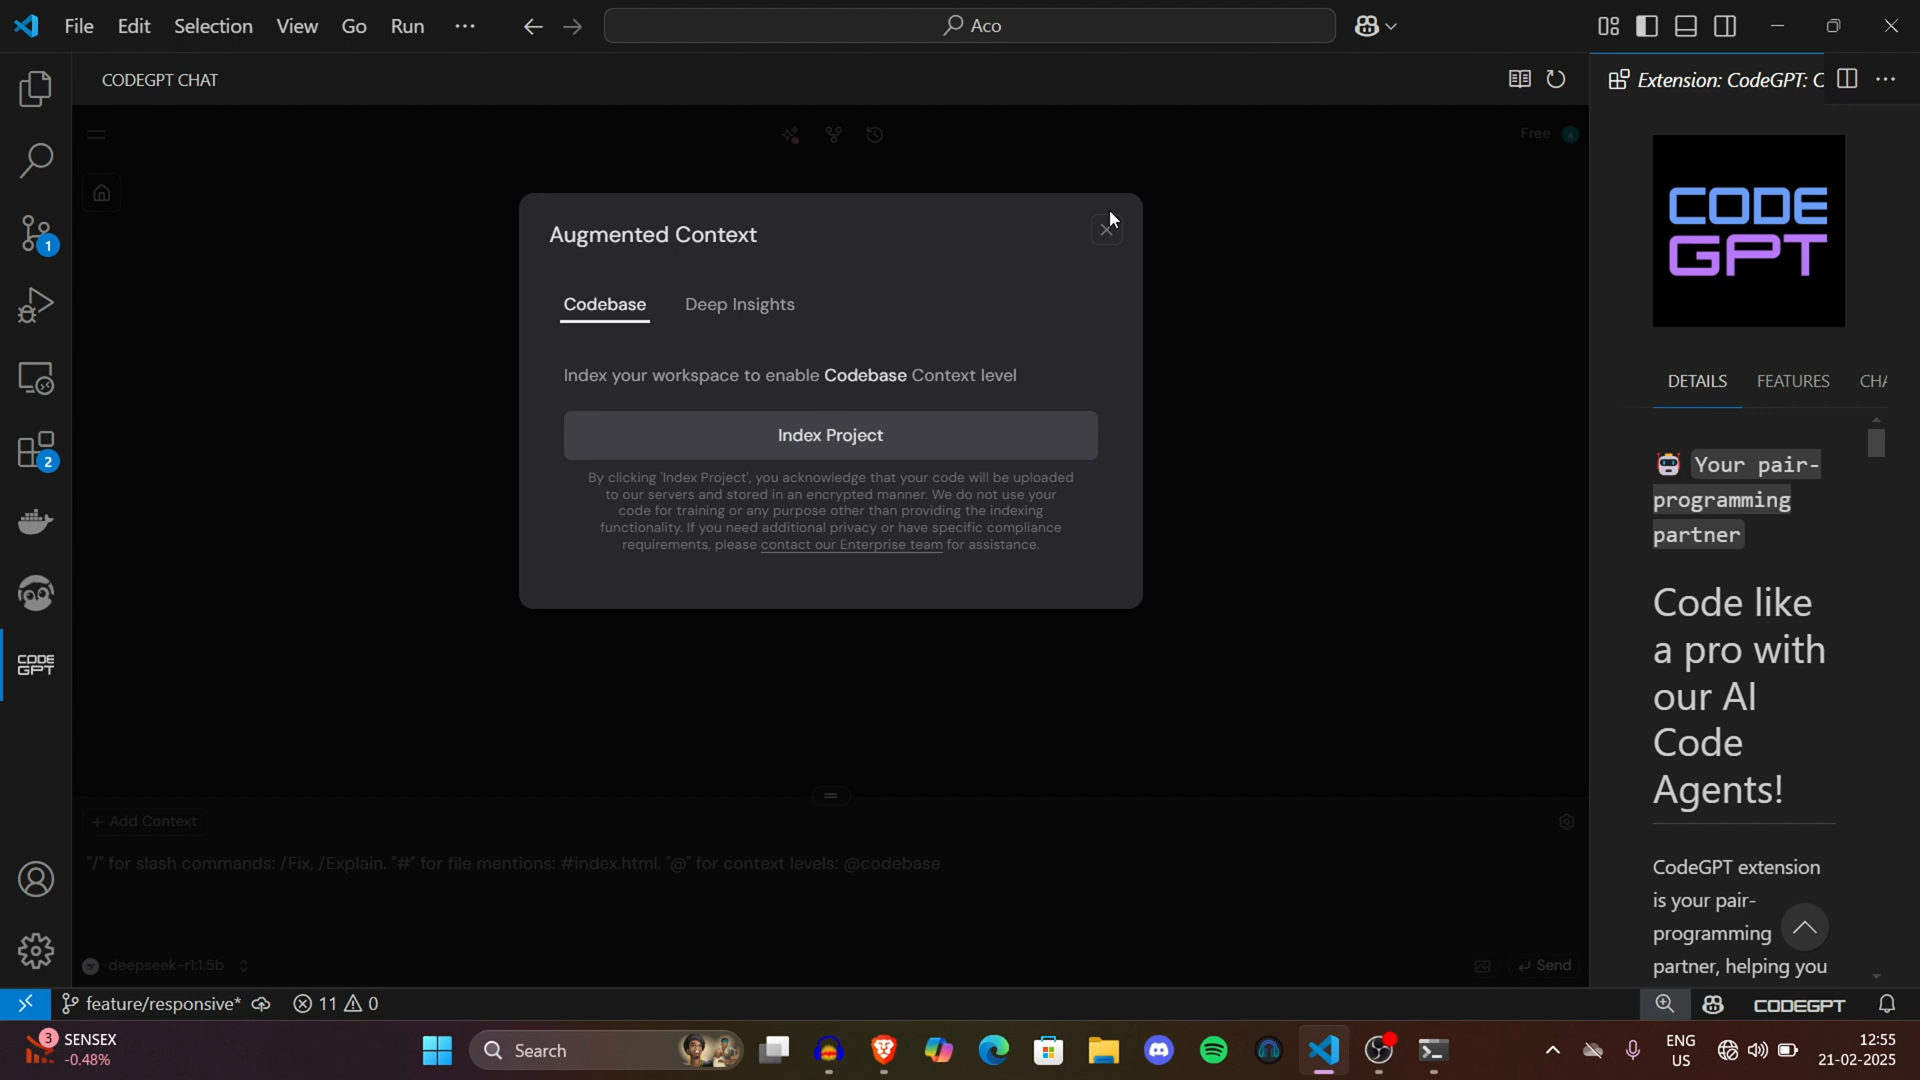 File Edit Selection View Go Run ···
Aco
CODEGPT CHAT
Free A
Augmented Context
Codebase Deep Insights
Index your workspace to enable Codebase Context level
Index Project
By clicking 'Index Project', you acknowledge that your code will be uploaded
to our servers and stored in an encrypted manner. We do not use your
code for training or any purpose other than providing the indexing
functionality. If you need additional privacy or have specific compliance
requirements, please contact our Enterprise team for assistance.
+ Add Context
"/" for slash commands: /Fix, /Explain. "#" for file mentions: #index.html. "@" for context levels: @codebase
deepseek-r1:1.5b
Send
Extension: CodeGPT: C
CODE
GPT
DETAILS FEATURES CHA
Your pair-
programming
partner
Code like
a pro with
our AI
Code
Agents!
CodeGPT extension
is your pair-
programming
partner, helping you
1
2
CODE
GPT
feature/responsive* 11 0
CODEGPT
3
SENSEX
-0.48%
Search
ENG
US
12:55
21-02-2025